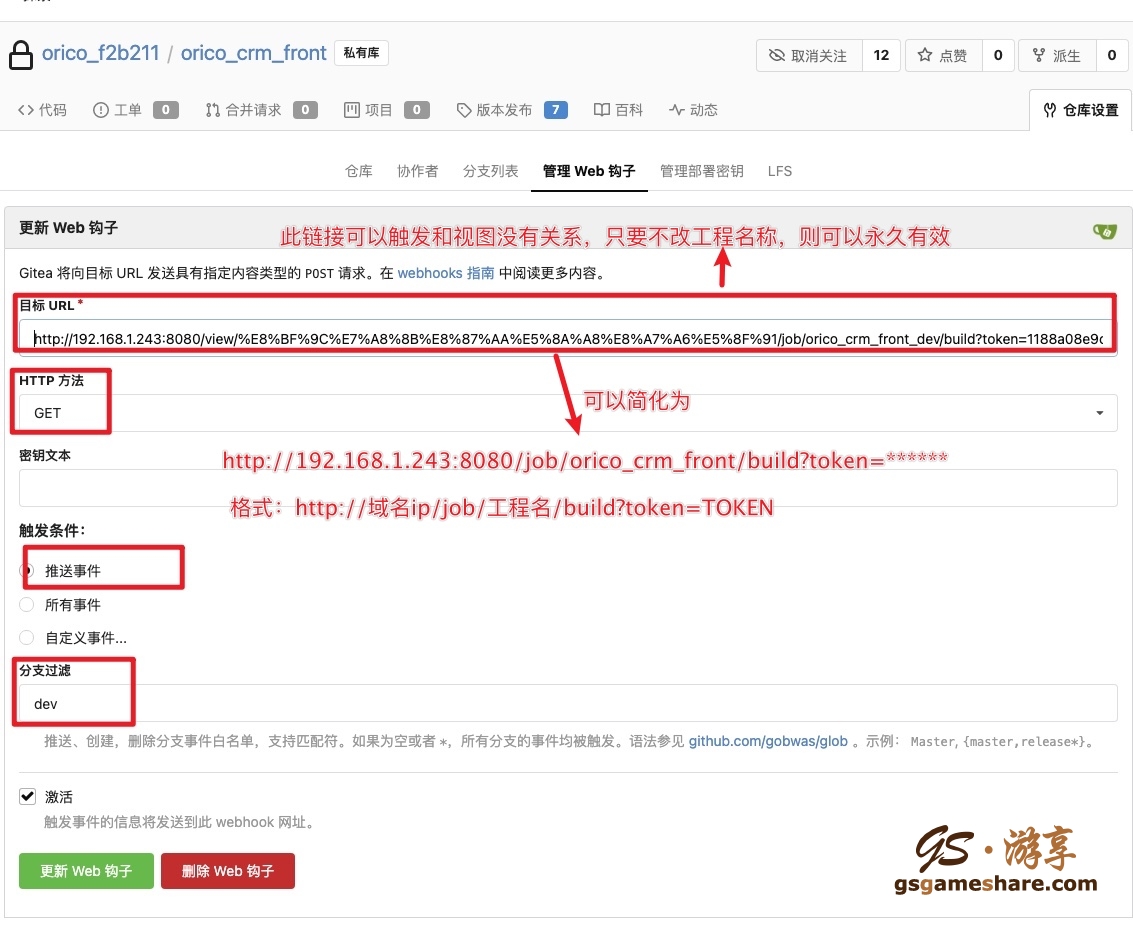 orico_f2b211 / orico_crm_front 私有库 取消关注 12 点赞 0 派生 0
代码 工单 0 合并请求 0 项目 0 版本发布 7 百科 动态 仓库设置
仓库 协作者 分支列表 管理 Web 钩子 管理部署密钥 LFS
更新 Web 钩子
此链接可以触发和视图没有关系，只要不改工程名称，则可以永久有效
Gitea 将向目标 URL 发送具有指定内容类型的 POST 请求。在 webhooks 指南 中阅读更多内容。
目标 URL *
http://192.168.1.243:8080/view/%E8%BF%9C%E7%A8%8B%E8%87%AA%E5%8A%A8%E8%A7%A6%E5%8F%91/job/orico_crm_front_dev/build?token=1188a08e9c
HTTP 方法
GET
可以简化为
密钥文本
http://192.168.1.243:8080/job/orico_crm_front/build?token=******
格式：http://域名ip/job/工程名/build?token=TOKEN
触发条件：
推送事件
所有事件
自定义事件...
分支过滤
dev
推送、创建，删除分支事件白名单，支持匹配符。如果为空或者 *，所有分支的事件均被触发。语法参见 github.com/gobwas/glob 。示例： Master, {master,release*}。
激活
触发事件的信息将发送到此 webhook 网址。
更新 Web 钩子 删除 Web 钩子
GS·游享
gsgameshare.com